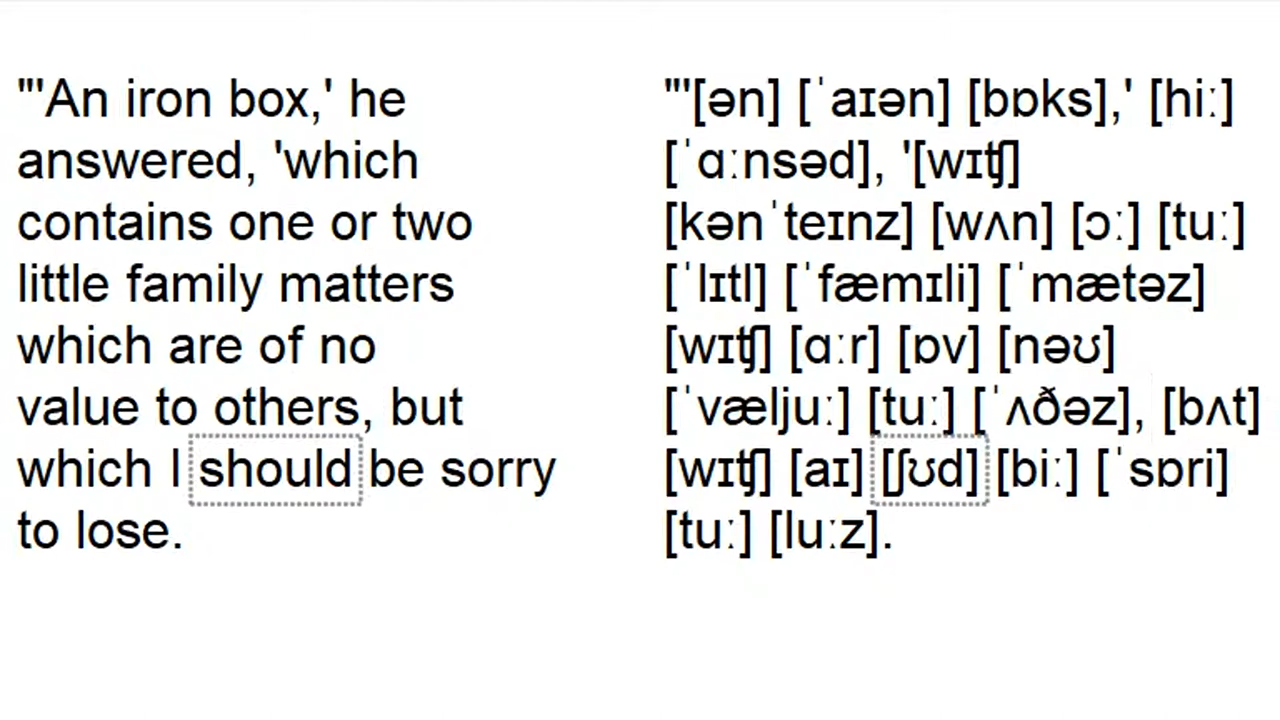 "'An iron box,' he
answered, 'which
contains one or two
little family matters
which are of no
value to others, but
which I should be sorry
to lose.
"'[ən] [ˈaɪən] [bɒks],' [hiː]
[ˈɑːnsəd], '[wɪʧ]
[kənˈteɪnz] [wʌn] [ɔː] [tuː]
[ˈlɪtl] [ˈfæmɪli] [ˈmætəz]
[wɪʧ] [ɑːr] [ɒv] [nəʊ]
[ˈvæljuː] [tuː] [ˈʌðəz], [bʌt]
[wɪʧ] [aɪ] [ʃʊd] [biː] [ˈsɒri]
[tuː] [luːz].